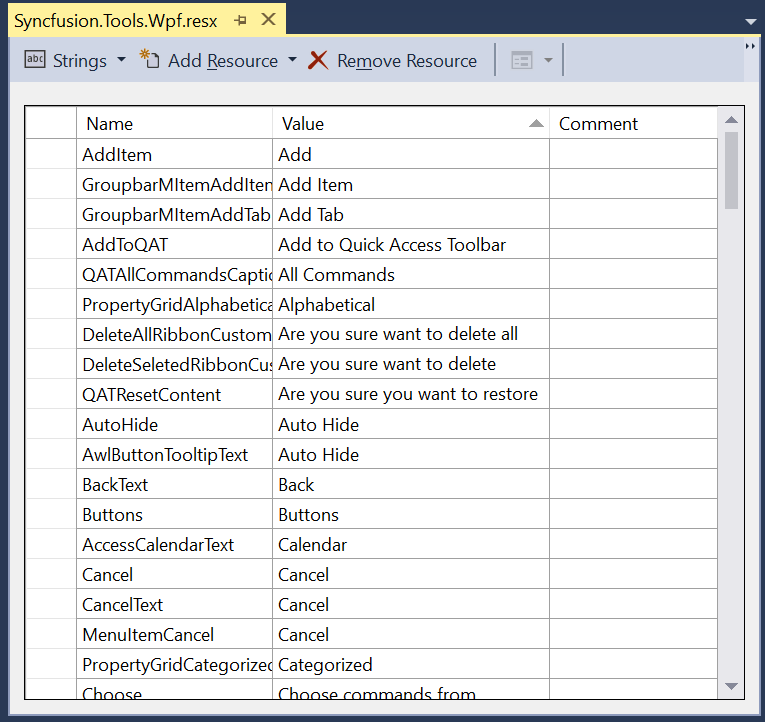 Syncfusion.Tools.Wpf.resx
abc Strings Add Resource Remove Resource
Name Value Comment
AddItem Add
GroupbarMItemAddIten Add Item
GroupbarMItemAddTab Add Tab
AddToQAT Add to Quick Access Toolbar
QATAllCommandsCaptic All Commands
PropertyGridAlphabetica Alphabetical
DeleteAllRibbonCustom Are you sure want to delete all
DeleteSeletedRibbonCus Are you sure want to delete
QATResetContent Are you sure you want to restore
AutoHide Auto Hide
AwlButtonTooltipText Auto Hide
BackText Back
Buttons Buttons
AccessCalendarText Calendar
Cancel Cancel
CancelText Cancel
MenuItemCancel Cancel
PropertyGridCategorized Categorized
Choose Choose commands from